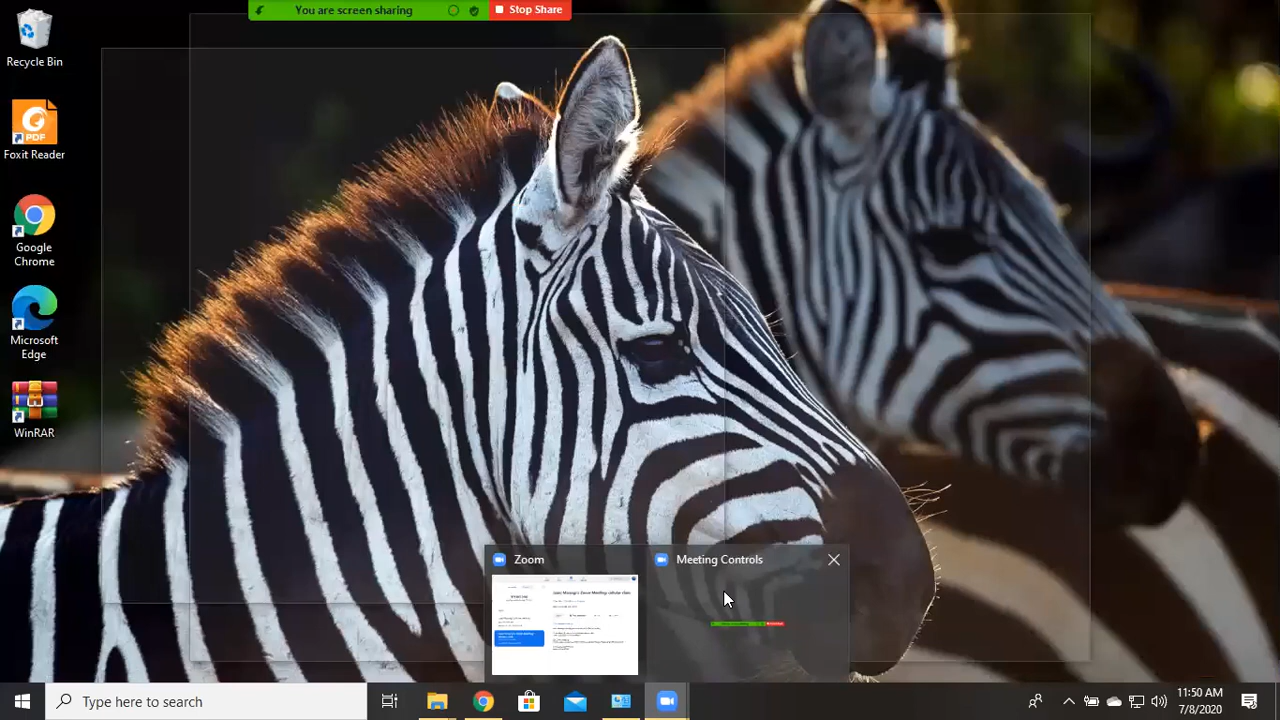 You are screen sharing
Stop Share
Recycle Bin
PDF
Foxit Reader
Google
Chrome
Microsoft
Edge
WinRAR
Zoom
Meeting Controls
Type here to search
11:50 AM
7/8/2020